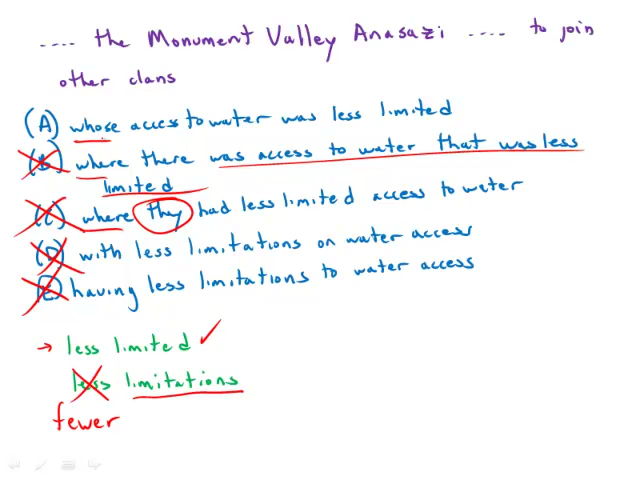 .... the Monument Valley Anasazi .... to join
other clans
(A) whose access to water was less limited
(B) where there was access to water that was less
limited
(C) where they had less limited access to water
(D) with less limitations on water access
(E) having less limitations to water access
→ less limited ✓
less limitations
fewer